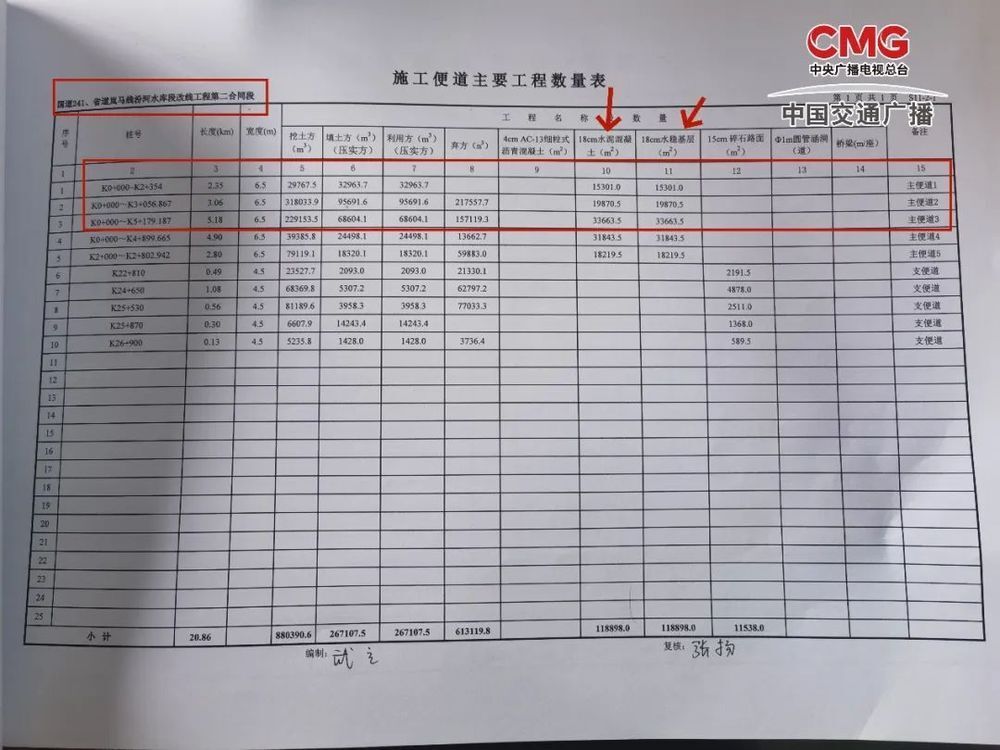 CMG
中央广播电视总台
中国交通广播
施工便道主要工程数量表
国道241、省道岚马线汾河水库段改线工程第二合同段
第 1 页 共 1 页 S11-2-1
序号 桩号 长度(km) 宽度(m) 工 程 名 称 数 量 备注
挖土方(m³) 填土方(m³)(压实方) 利用方(m³)(压实方) 弃方(m³) 4cm AC-13细粒式沥青混凝土(m²) 18cm水泥混凝土(m²) 18cm水稳基层(m²) 15cm 碎石路面(m²) Φ1m圆管涵洞(道) 桥梁(m/座)
1 2 3 4 5 6 7 8 9 10 11 12 13 14 15
1 K0+000~K2+354 2.35 6.5 29767.5 32963.7 32963.7 15301.0 15301.0 主便道1
2 K0+000~K3+056.867 3.06 6.5 318033.9 95691.6 95691.6 217557.7 19870.5 19870.5 主便道2
3 K0+000~K5+179.187 5.18 6.5 229153.5 68604.1 68604.1 157119.3 33663.5 33663.5 主便道3
4 K0+000~K4+899.665 4.90 6.5 39385.8 24498.1 24498.1 13662.7 31843.5 31843.5 主便道4
5 K2+000~K2+802.942 2.80 6.5 79119.1 18320.1 18320.1 59883.0 18219.5 18219.5 主便道5
6 K22+810 0.49 4.5 23527.7 2093.0 2093.0 21330.1 2191.5 支便道
7 K24+650 1.08 4.5 68369.8 5307.2 5307.2 62797.2 4878.0 支便道
8 K25+530 0.56 4.5 81189.6 3958.3 3958.3 77033.3 2511.0 支便道
9 K25+870 0.30 4.5 6607.9 14243.4 14243.4 1368.0 支便道
10 K26+900 0.13 4.5 5235.8 1428.0 1428.0 3736.4 589.5 支便道
11
12
13
14
15
16
17
18
19
20
21
22
23
24
25
小 计 20.86 880390.6 267107.5 267107.5 613119.8 118898.0 118898.0 11538.0
编制: 武立 复核: 张扬